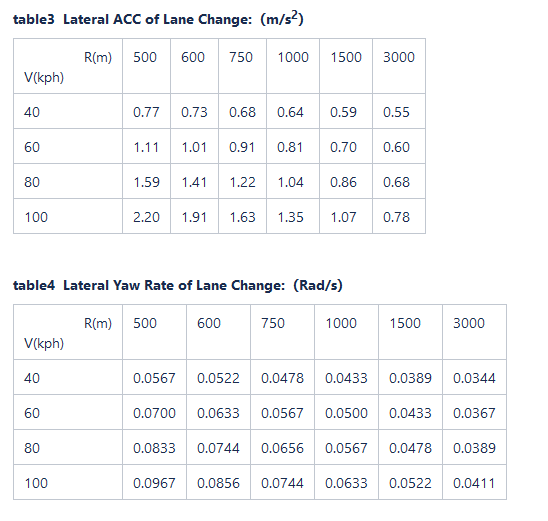 table3 Lateral ACC of Lane Change: (m/s²)
R(m) 500 600 750 1000 1500 3000
V(kph)
40 0.77 0.73 0.68 0.64 0.59 0.55
60 1.11 1.01 0.91 0.81 0.70 0.60
80 1.59 1.41 1.22 1.04 0.86 0.68
100 2.20 1.91 1.63 1.35 1.07 0.78
table4 Lateral Yaw Rate of Lane Change: (Rad/s)
R(m) 500 600 750 1000 1500 3000
V(kph)
40 0.0567 0.0522 0.0478 0.0433 0.0389 0.0344
60 0.0700 0.0633 0.0567 0.0500 0.0433 0.0367
80 0.0833 0.0744 0.0656 0.0567 0.0478 0.0389
100 0.0967 0.0856 0.0744 0.0633 0.0522 0.0411